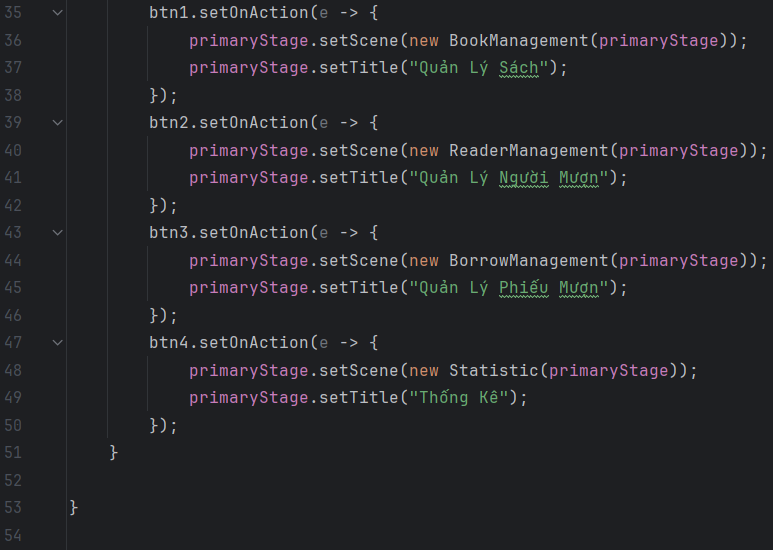 35 btn1.setOnAction(e -> {
36 primaryStage.setScene(new BookManagement(primaryStage));
37 primaryStage.setTitle("Quản Lý Sách");
38 });
39 btn2.setOnAction(e -> {
40 primaryStage.setScene(new ReaderManagement(primaryStage));
41 primaryStage.setTitle("Quản Lý Người Mượn");
42 });
43 btn3.setOnAction(e -> {
44 primaryStage.setScene(new BorrowManagement(primaryStage));
45 primaryStage.setTitle("Quản Lý Phiếu Mượn");
46 });
47 btn4.setOnAction(e -> {
48 primaryStage.setScene(new Statistic(primaryStage));
49 primaryStage.setTitle("Thống Kê");
50 });
51 }
52
53 }
54